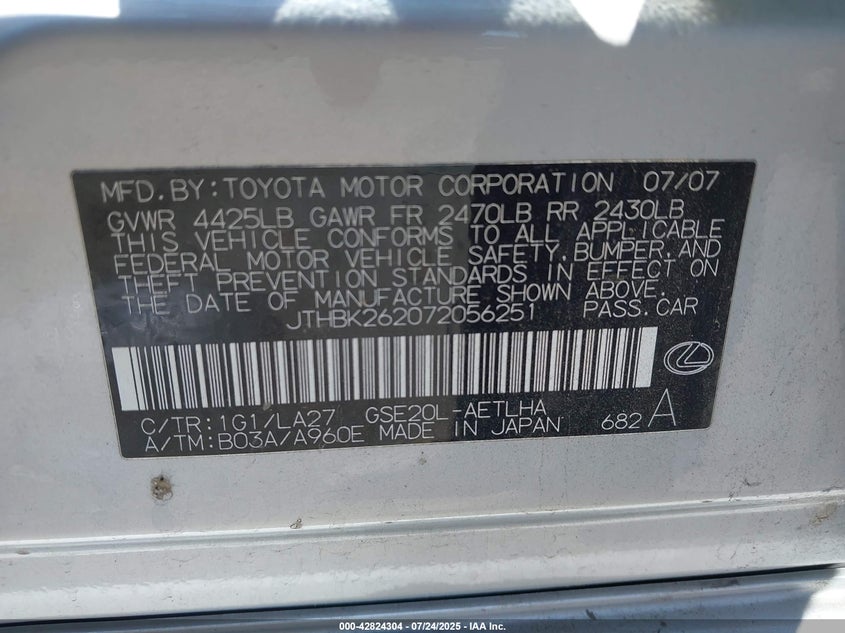 MFD. BY: TOYOTA MOTOR CORPORATION 07/07
GVWR 4425LB GAWR FR 2470LB RR 2430LB
THIS VEHICLE CONFORMS TO ALL APPLICABLE
FEDERAL MOTOR VEHICLE SAFETY, BUMPER, AND
THEFT PREVENTION STANDARDS IN EFFECT ON
THE DATE OF MANUFACTURE SHOWN ABOVE.
JTHBK262072056251 PASS. CAR
C/TR: 1G1/LA27 GSE20L-AETLHA
A/TM: B03A/A960E MADE IN JAPAN 682 A
000-42824304 - 07/24/2025 - IAA Inc.